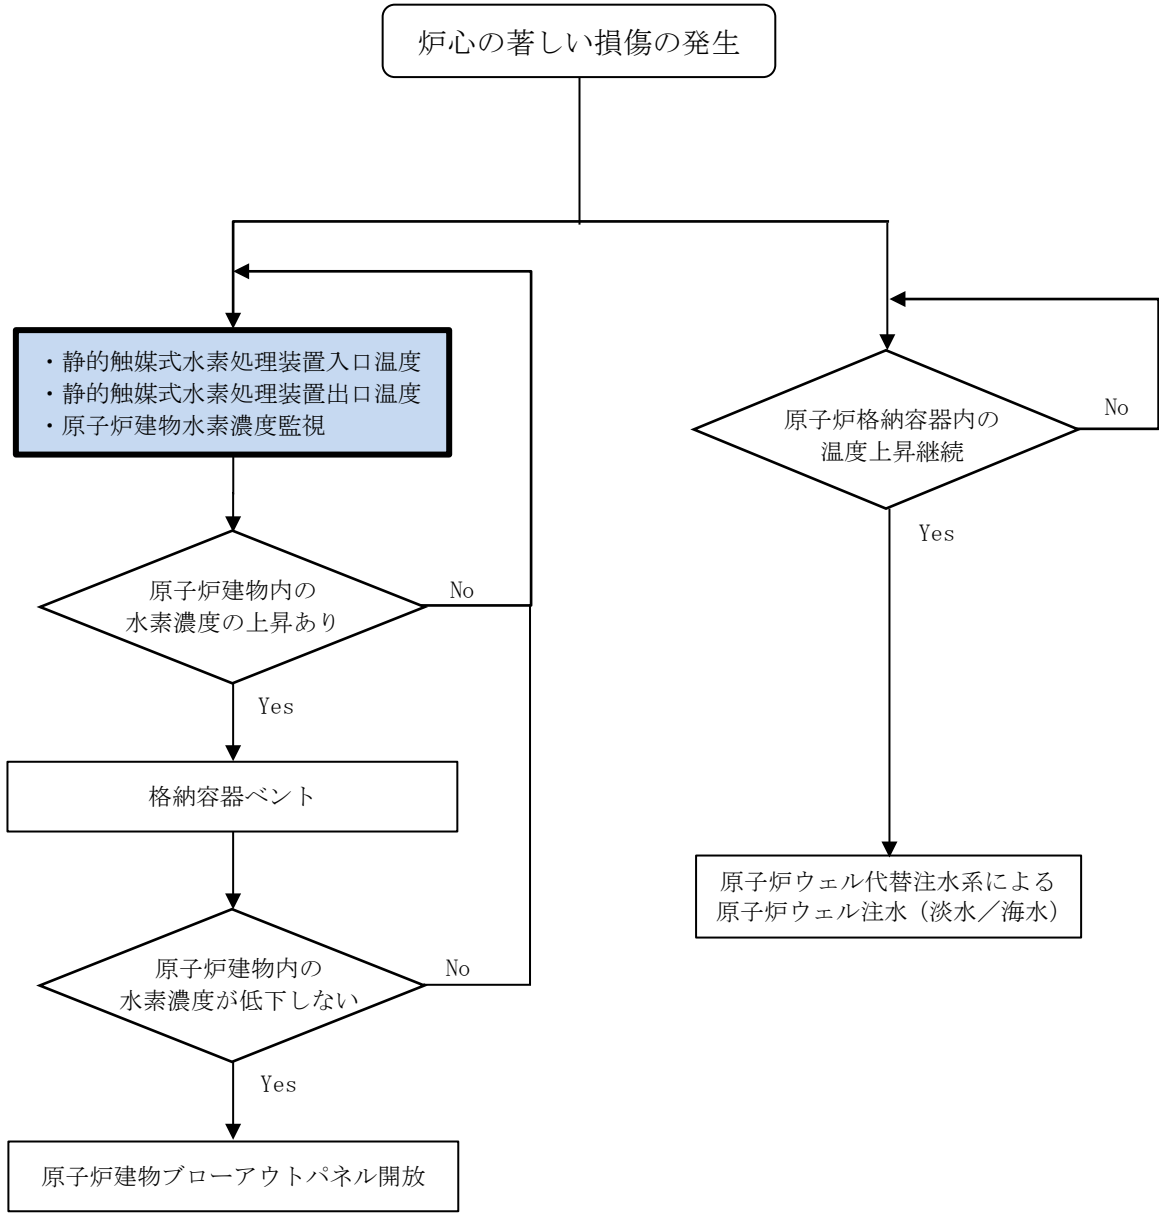 炉心の著しい損傷の発生
・静的触媒式水素処理装置入口温度
・静的触媒式水素処理装置出口温度
・原子炉建物水素濃度監視
原子炉建物内の
水素濃度の上昇あり
No
Yes
格納容器ベント
原子炉建物内の
水素濃度が低下しない
No
Yes
原子炉建物ブローアウトパネル開放
原子炉格納容器内の
温度上昇継続
No
Yes
原子炉ウェル代替注水系による
原子炉ウェル注水（淡水／海水）